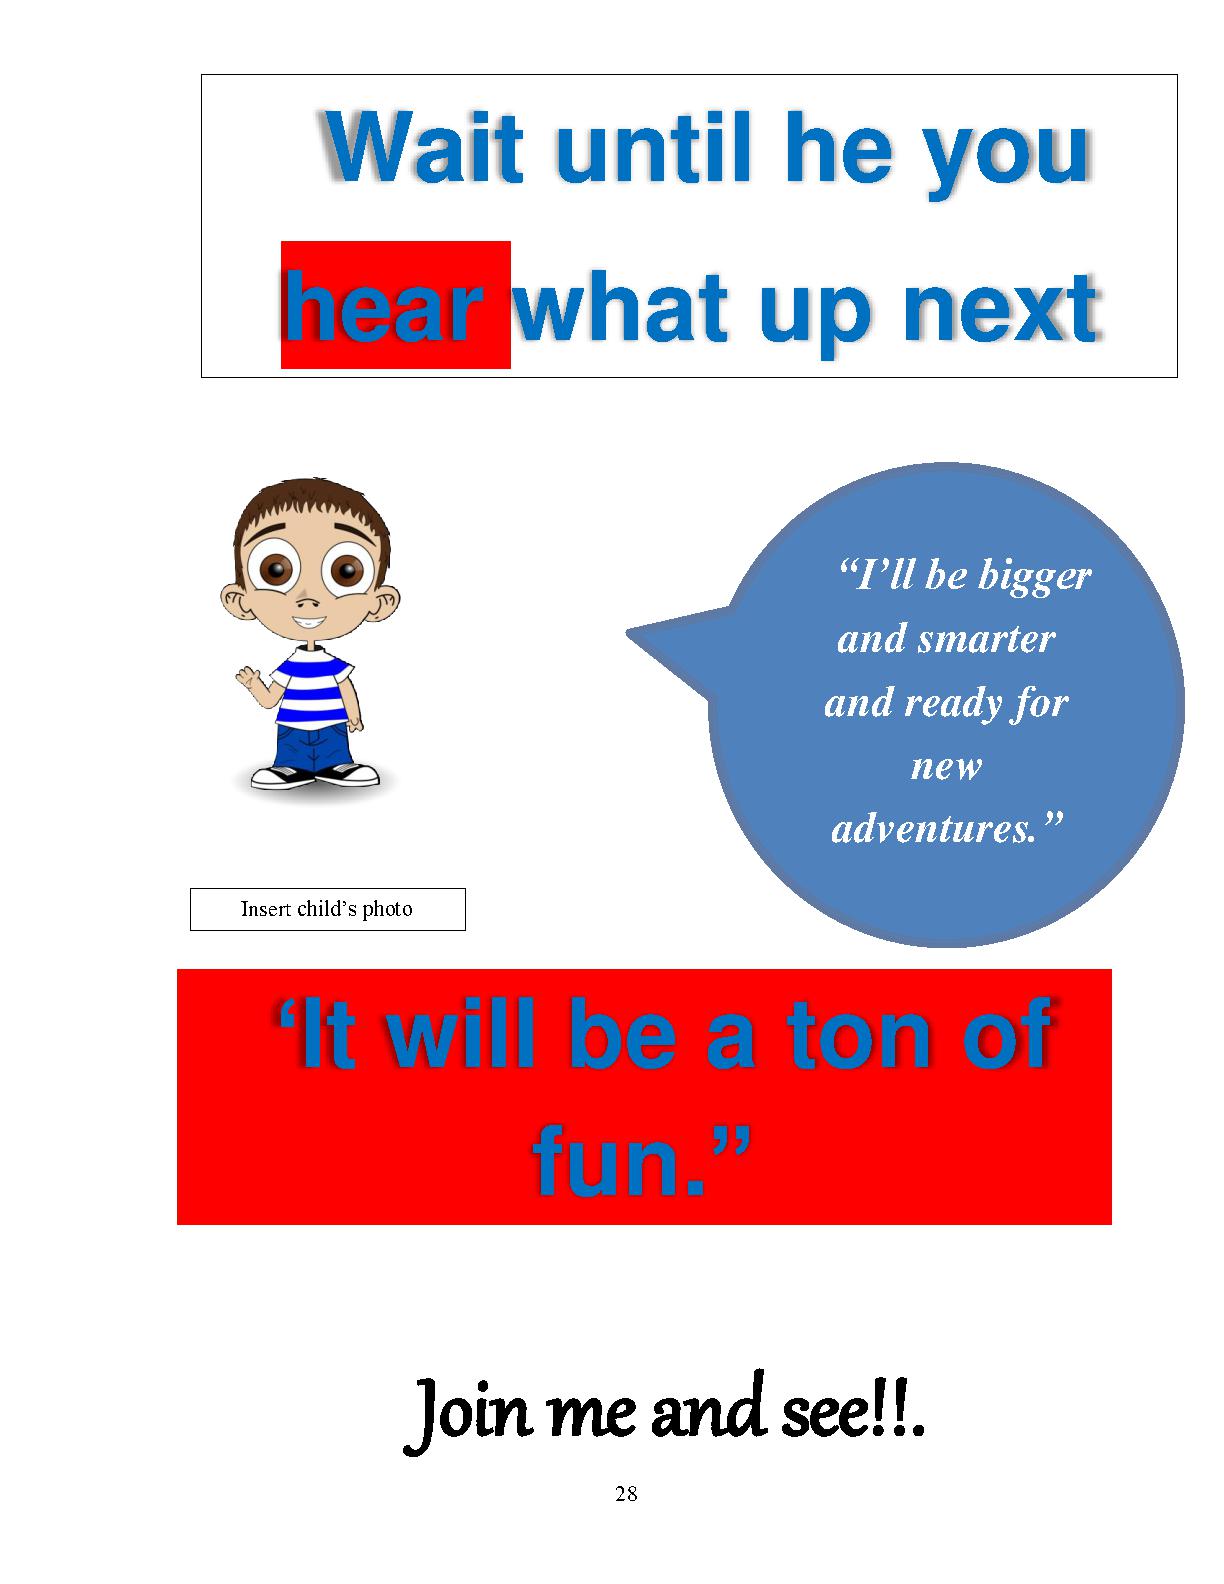 Wait until he you
hear what up next
“I’ll be bigger
and smarter
and ready for
new
adventures.”
Insert child’s photo
‘It will be a ton of
fun.”
Join me and see!!.
28